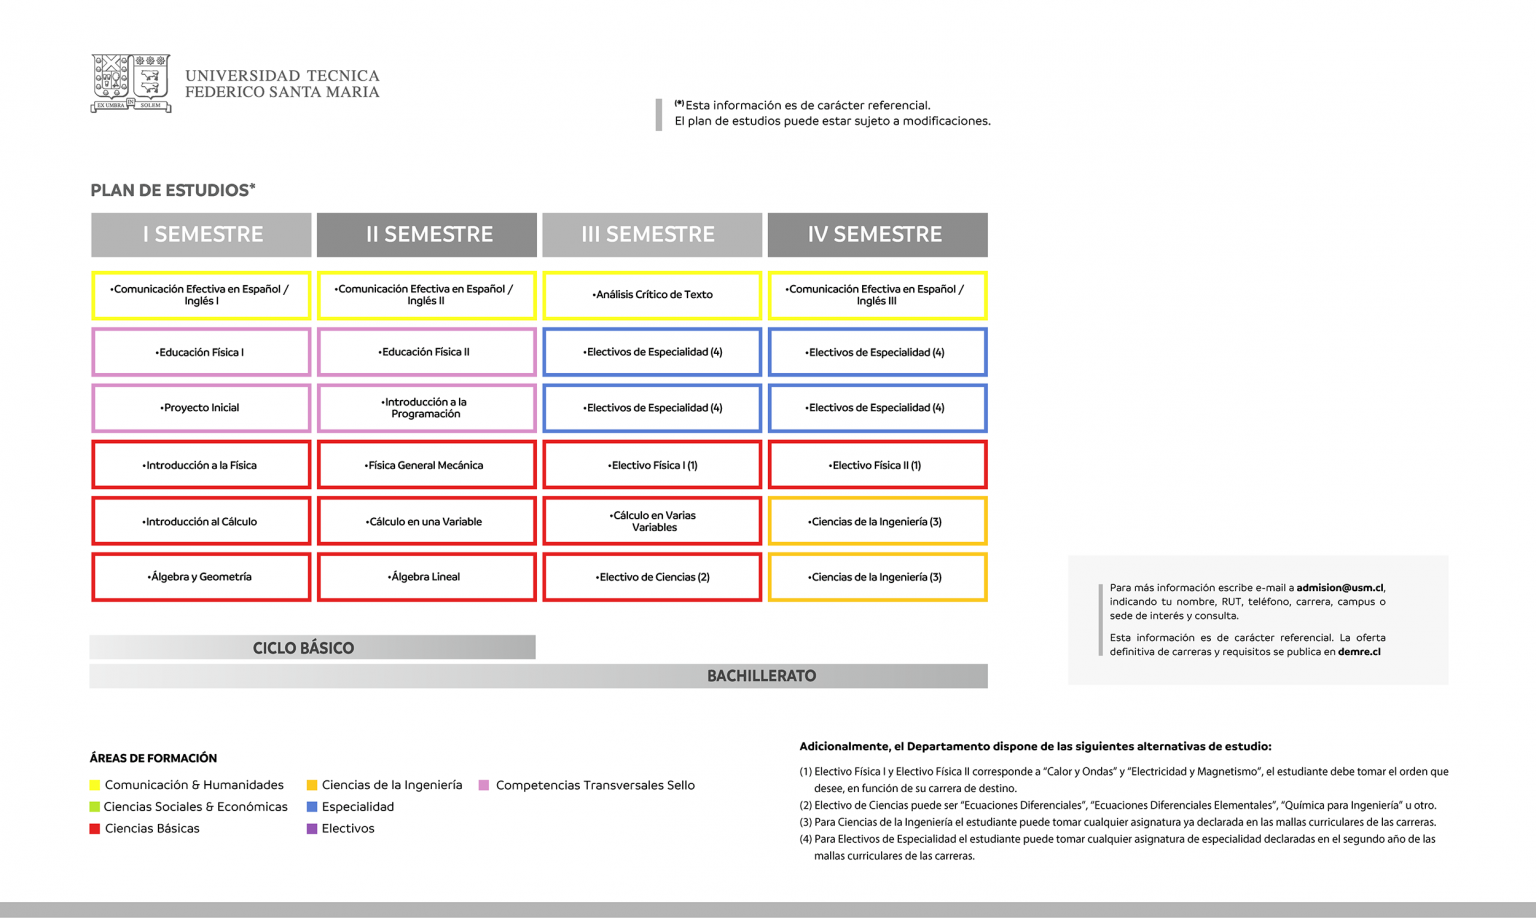 EX UMBRA IN SOLEM
UNIVERSIDAD TECNICA
FEDERICO SANTA MARIA
(*) Esta información es de carácter referencial.
El plan de estudios puede estar sujeto a modificaciones.
PLAN DE ESTUDIOS*
I SEMESTRE
II SEMESTRE
III SEMESTRE
IV SEMESTRE
•Comunicación Efectiva en Español /
Inglés I
•Comunicación Efectiva en Español /
Inglés II
•Análisis Crítico de Texto
•Comunicación Efectiva en Español /
Inglés III
•Educación Física I
•Educación Física II
•Electivos de Especialidad (4)
•Electivos de Especialidad (4)
•Proyecto Inicial
•Introducción a la
Programación
•Electivos de Especialidad (4)
•Electivos de Especialidad (4)
•Introducción a la Física
•Física General Mecánica
•Electivo Física I (1)
•Electivo Física II (1)
•Introducción al Cálculo
•Cálculo en una Variable
•Cálculo en Varias
Variables
•Ciencias de la Ingeniería (3)
•Álgebra y Geometría
•Álgebra Lineal
•Electivo de Ciencias (2)
•Ciencias de la Ingeniería (3)
CICLO BÁSICO
BACHILLERATO
Para más información escribe e-mail a admision@usm.cl,
indicando tu nombre, RUT, teléfono, carrera, campus o
sede de interés y consulta.
Esta información es de carácter referencial. La oferta
definitiva de carreras y requisitos se publica en demre.cl
ÁREAS DE FORMACIÓN
Comunicación & Humanidades
Ciencias Sociales & Económicas
Ciencias Básicas
Ciencias de la Ingeniería
Especialidad
Electivos
Competencias Transversales Sello
Adicionalmente, el Departamento dispone de las siguientes alternativas de estudio:
(1) Electivo Física I y Electivo Física II corresponde a “Calor y Ondas” y “Electricidad y Magnetismo”, el estudiante debe tomar el orden que
desee, en función de su carrera de destino.
(2) Electivo de Ciencias puede ser “Ecuaciones Diferenciales”, “Ecuaciones Diferenciales Elementales”, “Química para Ingeniería” u otro.
(3) Para Ciencias de la Ingeniería el estudiante puede tomar cualquier asignatura ya declarada en las mallas curriculares de las carreras.
(4) Para Electivos de Especialidad el estudiante puede tomar cualquier asignatura de especialidad declaradas en el segundo año de las
mallas curriculares de las carreras.